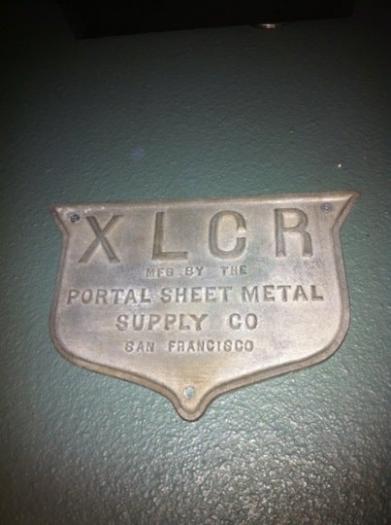 XLCR
MFG BY THE
PORTAL SHEET METAL
SUPPLY CO
SAN FRANCISCO